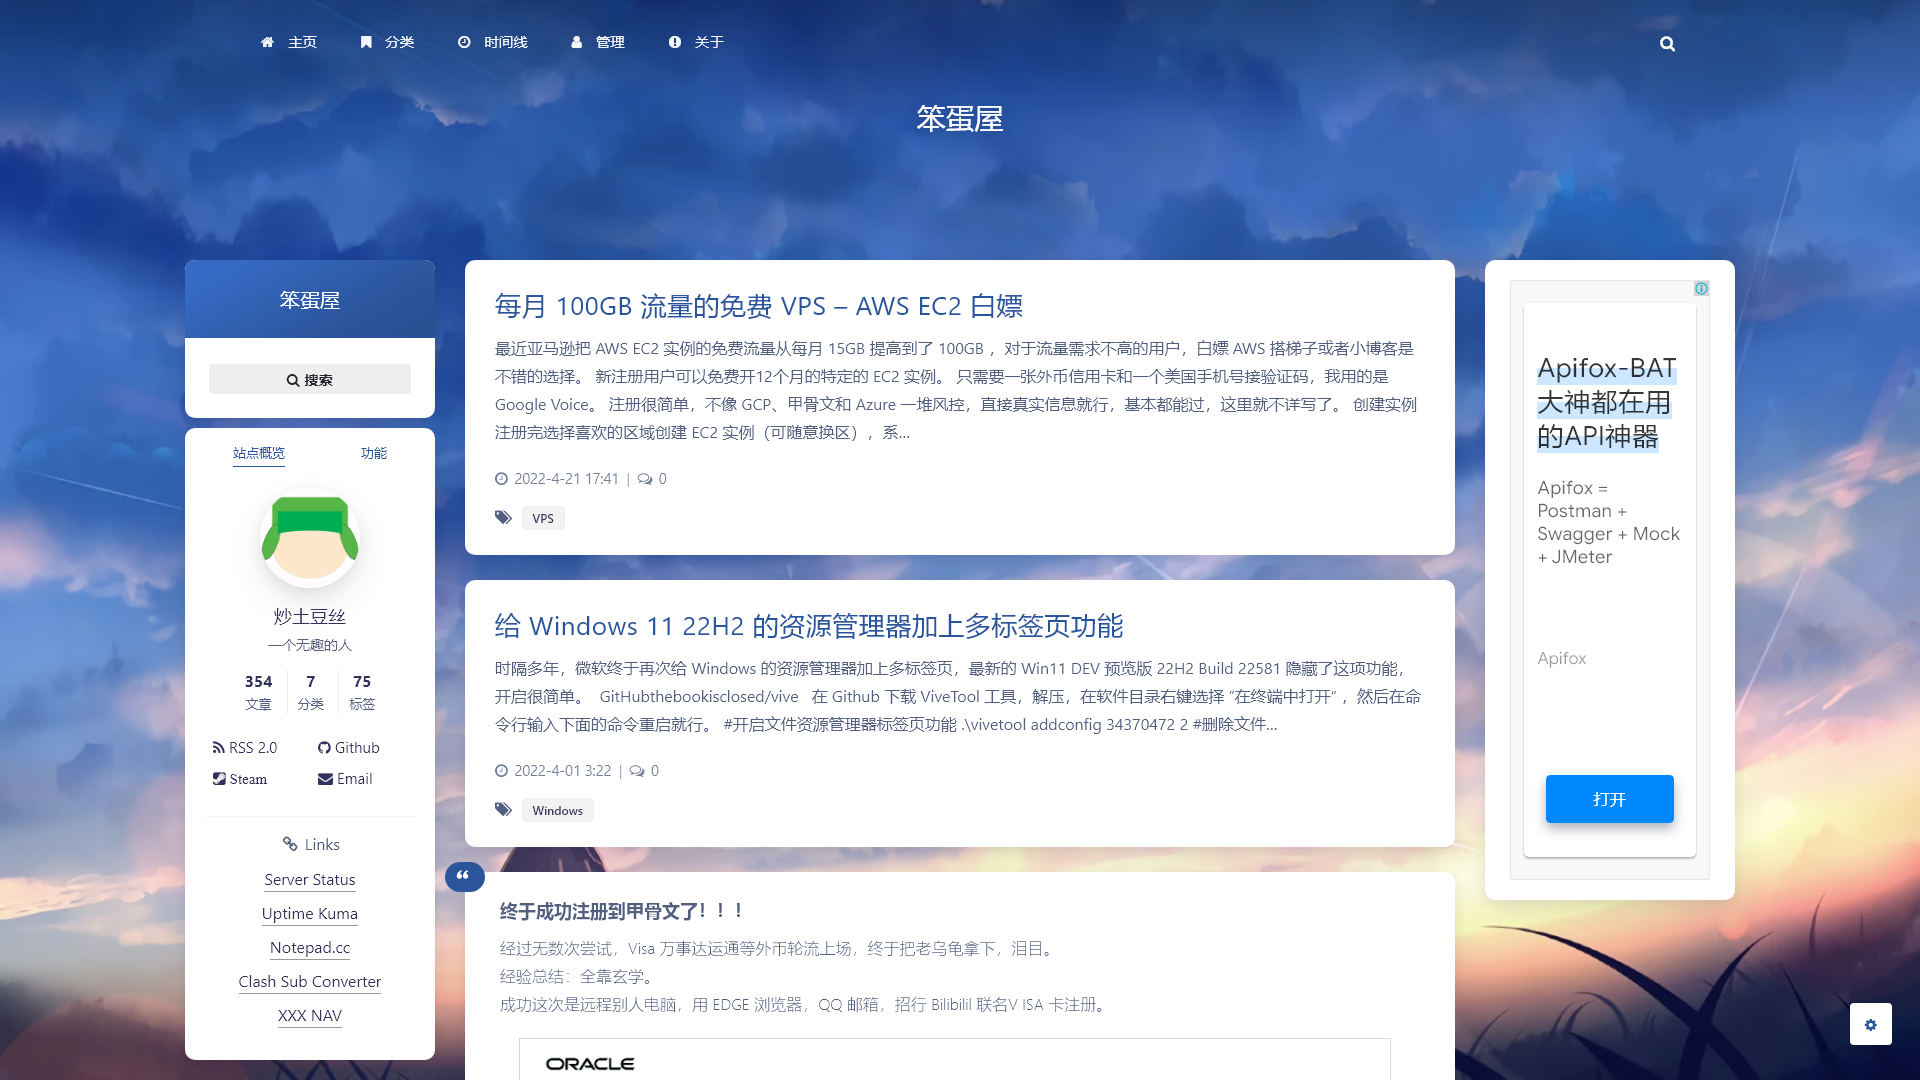 主页
分类
时间线
管理
关于
笨蛋屋
笨蛋屋
搜索
站点概览 功能
炒土豆丝
一个无趣的人
354 7 75
文章 分类 标签
RSS 2.0 Github
Steam Email
Links
Server Status
Uptime Kuma
Notepad.cc
Clash Sub Converter
XXX NAV
每月 100GB 流量的免费 VPS – AWS EC2 白嫖
最近亚马逊把 AWS EC2 实例的免费流量从每月 15GB 提高到了 100GB ，对于流量需求不高的用户，白嫖 AWS 搭梯子或者小博客是
不错的选择。 新注册用户可以免费开12个月的特定的 EC2 实例。 只需要一张外币信用卡和一个美国手机号接验证码，我用的是
Google Voice。 注册很简单，不像 GCP、甲骨文和 Azure 一堆风控，直接真实信息就行，基本都能过，这里就不详写了。 创建实例
注册完选择喜欢的区域创建 EC2 实例（可随意换区），系...
2022-4-21 17:41 | 0
VPS
给 Windows 11 22H2 的资源管理器加上多标签页功能
时隔多年，微软终于再次给 Windows 的资源管理器加上多标签页，最新的 Win11 DEV 预览版 22H2 Build 22581 隐藏了这项功能，
开启很简单。 GitHubthebookisclosed/vive 在 Github 下载 ViveTool 工具，解压，在软件目录右键选择 “在终端中打开“ ，然后在命
令行输入下面的命令重启就行。 #开启文件资源管理器标签页功能 .\vivetool addconfig 34370472 2 #删除文件...
2022-4-01 3:22 | 0
Windows
终于成功注册到甲骨文了！！！
经过无数次尝试，Visa 万事达运通等外币轮流上场，终于把老乌龟拿下，泪目。
经验总结：全靠玄学。
成功这次是远程别人电脑，用 EDGE 浏览器，QQ 邮箱，招行 Bilibilil 联名V ISA 卡注册。
ORACLE
Apifox-BAT
大神都在用
的API神器
Apifox =
Postman +
Swagger + Mock
+ JMeter
Apifox
打开